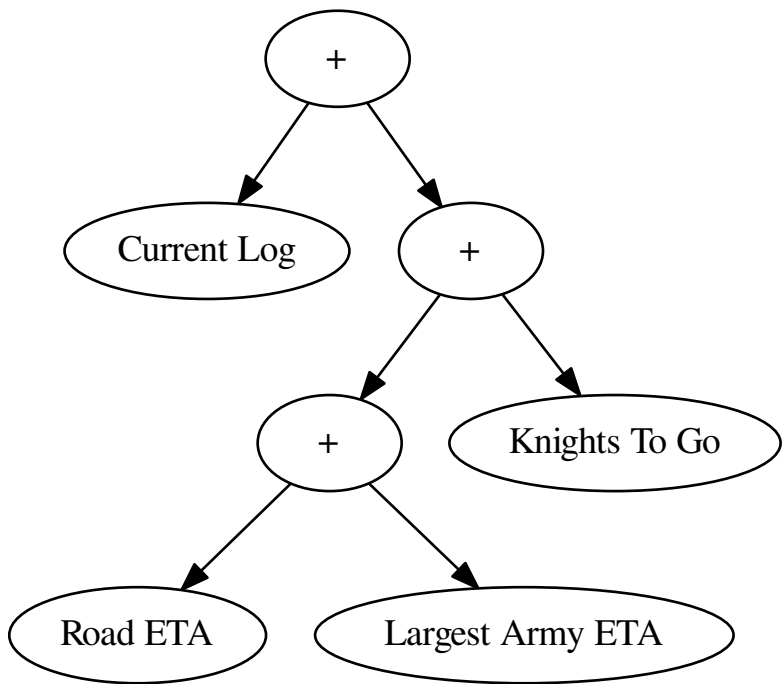 +
Current Log
+
+
Knights To Go
Road ETA
Largest Army ETA